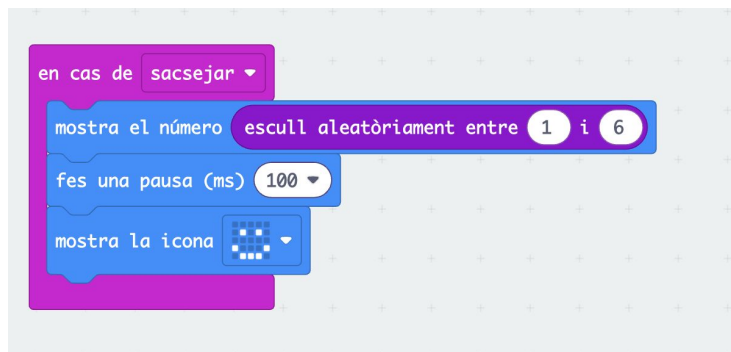 en cas de sacsejar
mostra el número escull aleatòriament entre 1 i 6
fes una pausa (ms) 100
mostra la icona